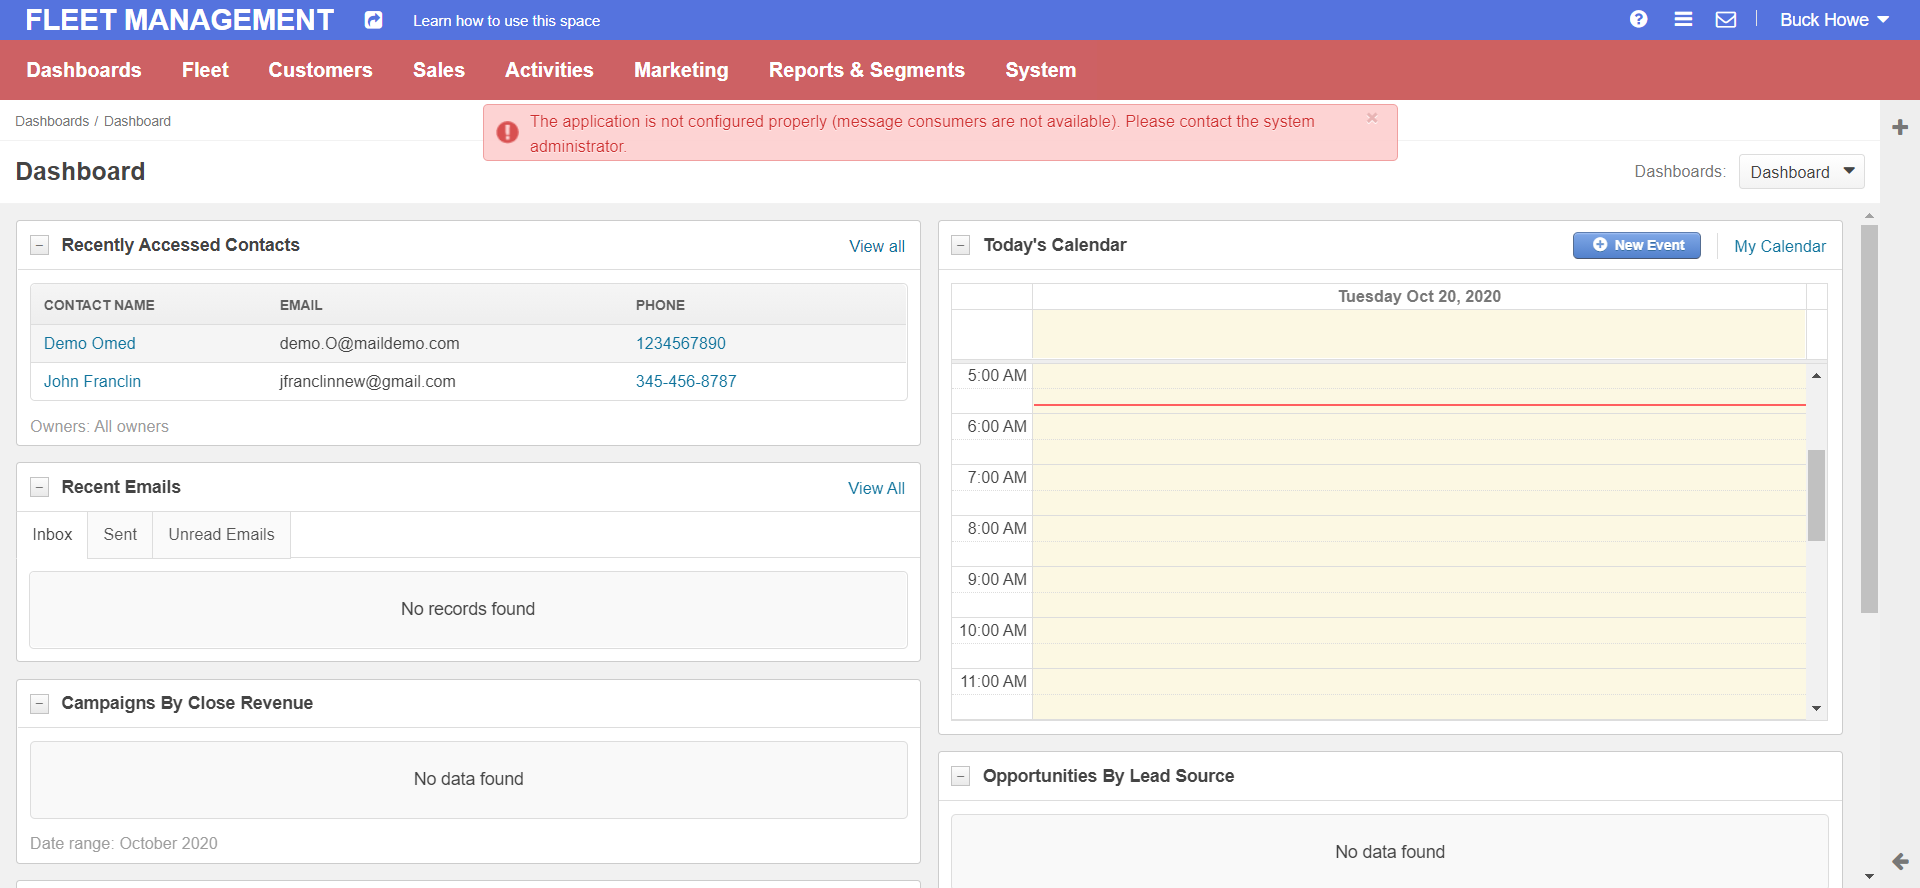 FLEET MANAGEMENT
Learn how to use this space
Buck Howe
Dashboards Fleet Customers Sales Activities Marketing Reports & Segments System
Dashboards / Dashboard
The application is not configured properly (message consumers are not available). Please contact the system
administrator.
×
Dashboard
Dashboards: Dashboard
Recently Accessed Contacts
View all
CONTACT NAME EMAIL PHONE
Demo Omed demo.O@maildemo.com 1234567890
John Franclin jfranclinnew@gmail.com 345-456-8787
Owners: All owners
Recent Emails
View All
Inbox Sent Unread Emails
No records found
Campaigns By Close Revenue
No data found
Date range: October 2020
Today's Calendar
New Event
My Calendar
Tuesday Oct 20, 2020
5:00 AM
6:00 AM
7:00 AM
8:00 AM
9:00 AM
10:00 AM
11:00 AM
Opportunities By Lead Source
No data found